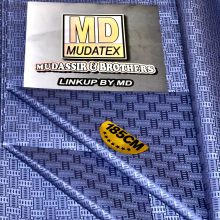 MD
MUDATEX
MUDASSIR & BROTHERS
LINKUP BY MD
185CM